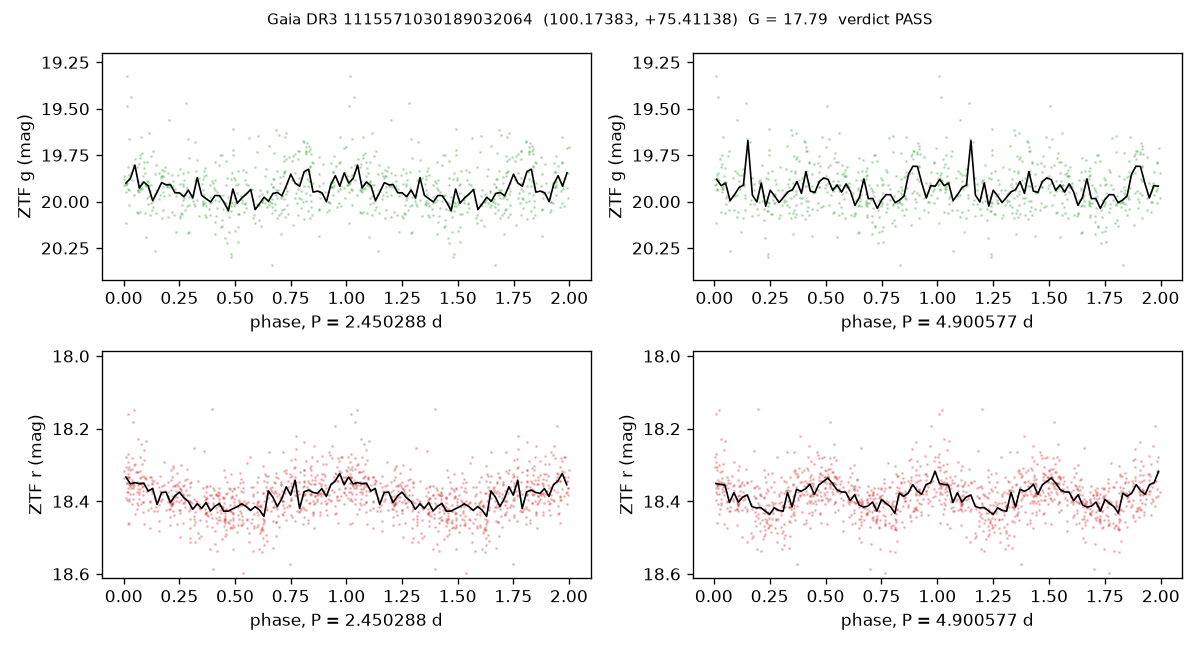 Gaia DR3 1115571030189032064  (100.17383, +75.41138)  G = 17.79  verdict PASS
ZTF g (mag)
19.25
19.50
19.75
20.00
20.25
0.00 0.25 0.50 0.75 1.00 1.25 1.50 1.75 2.00
phase, P = 2.450288 d
ZTF g (mag)
19.25
19.50
19.75
20.00
20.25
0.00 0.25 0.50 0.75 1.00 1.25 1.50 1.75 2.00
phase, P = 4.900577 d
ZTF r (mag)
18.0
18.2
18.4
18.6
0.00 0.25 0.50 0.75 1.00 1.25 1.50 1.75 2.00
phase, P = 2.450288 d
ZTF r (mag)
18.0
18.2
18.4
18.6
0.00 0.25 0.50 0.75 1.00 1.25 1.50 1.75 2.00
phase, P = 4.900577 d